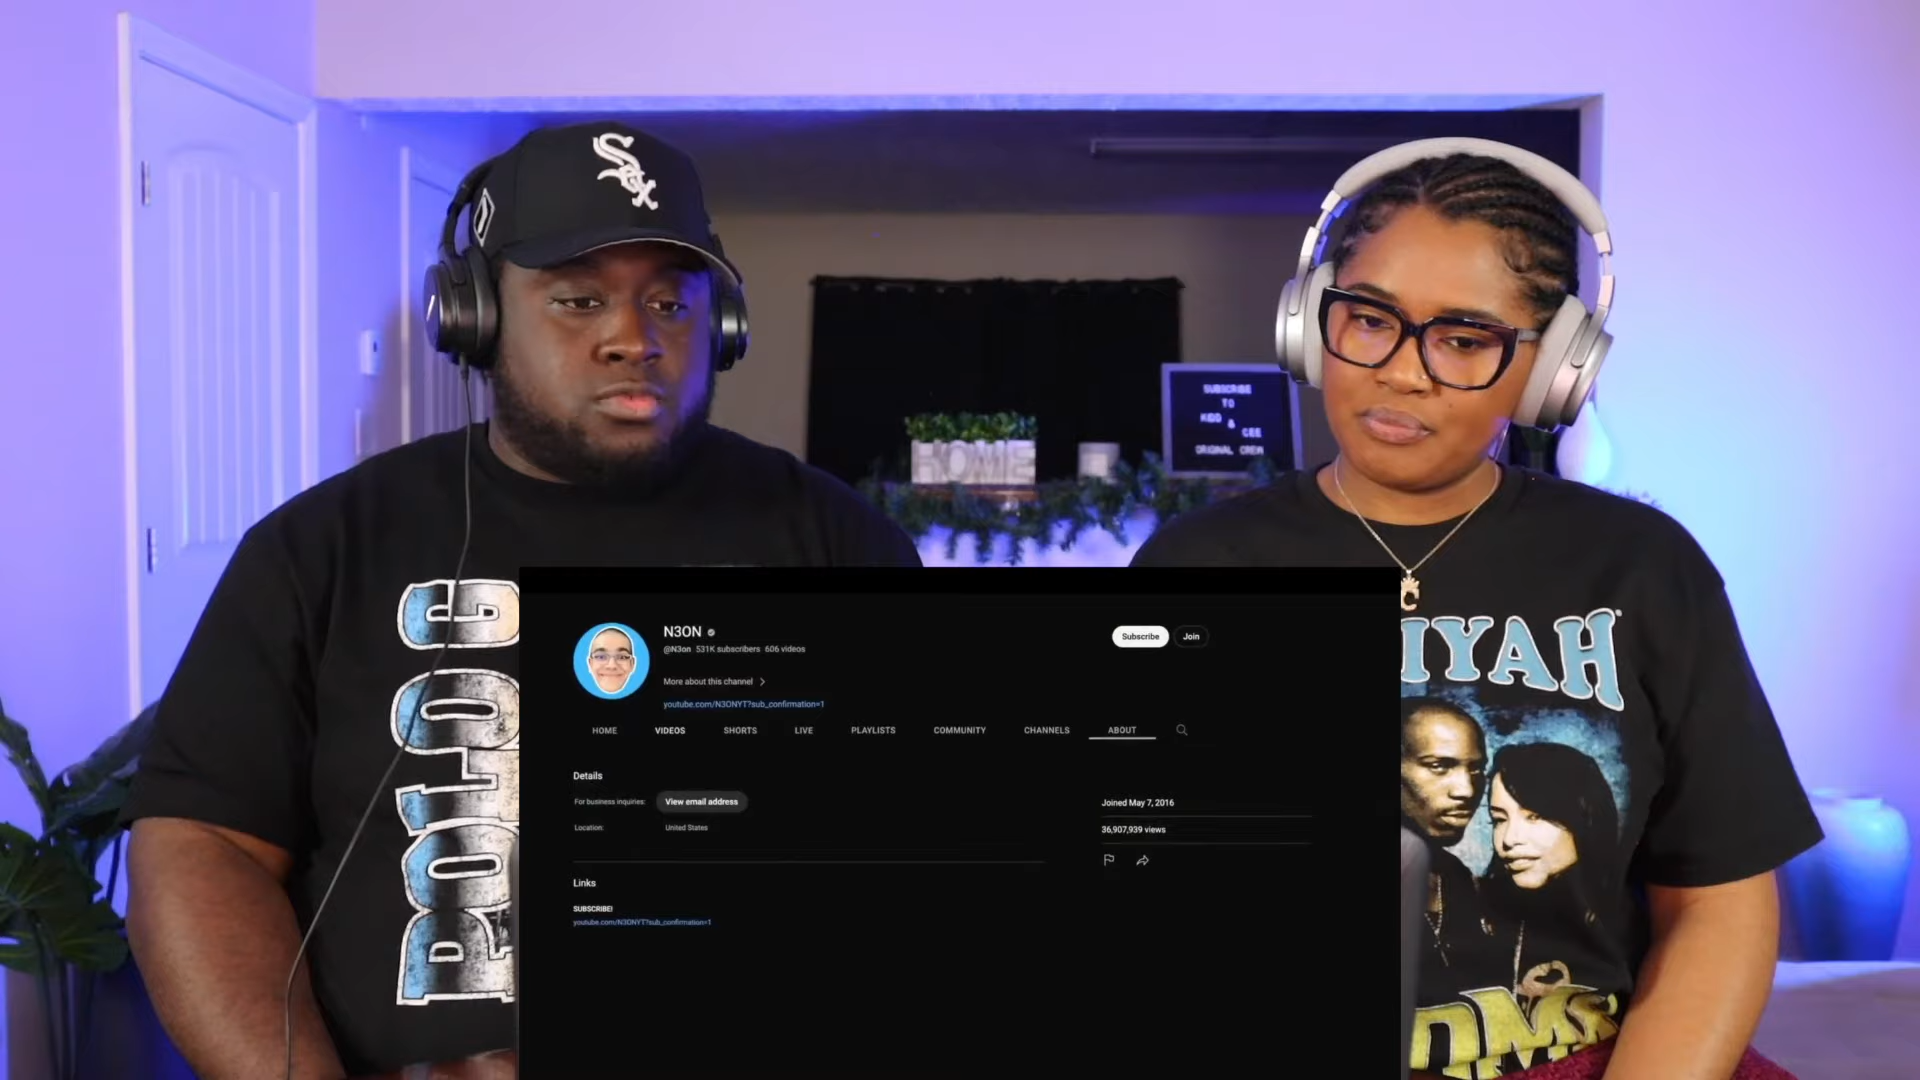 Sox
SUBSCRIBE
TO
KIDD
&
CEE
ORIGINAL CREW
HOME
POLO G
IYAH
DMX
C
N3ON
@N3on 531K subscribers 606 videos
More about this channel
youtube.com/N3ONYT?sub_confirmation=1
Subscribe
Join
HOME VIDEOS SHORTS LIVE PLAYLISTS COMMUNITY CHANNELS ABOUT
Details
For business inquiries: View email address
Location: United States
Joined May 7, 2016
36,907,939 views
Links
SUBSCRIBE!
youtube.com/N3ONYT?sub_confirmation=1